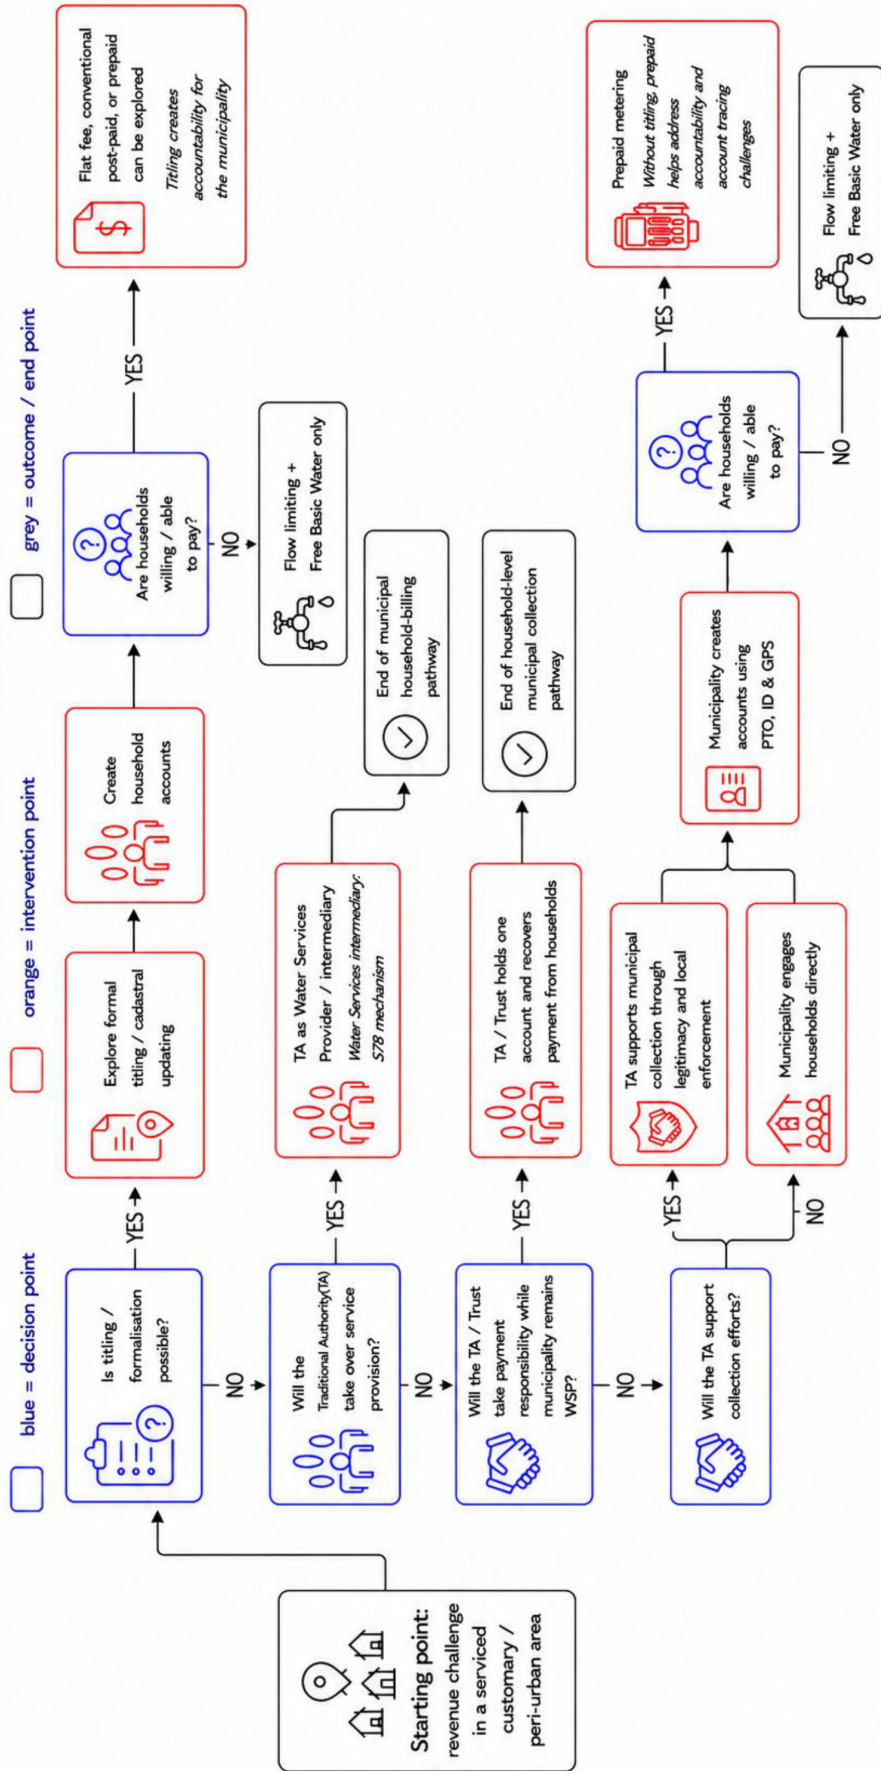 blue = decision point
orange = intervention point
grey = outcome / end point
Starting point:
revenue challenge
in a serviced
customary /
peri-urban area
Is titling /
formalisation
possible?
YES
Explore formal
titling / cadastral
updating
Create
household
accounts
Are households
willing / able
to pay?
YES
Flat fee, conventional
post-paid, or prepaid
can be explored
Titling creates
accountability for
the municipality
NO
Flow limiting +
Free Basic Water only
NO
Will the
Traditional Authority(TA)
take over service
provision?
YES
TA as Water Services
Provider / intermediary
Water Services intermediary:
S78 mechanism
End of municipal
household-billing
pathway
NO
Will the TA / Trust
take payment
responsibility while
municipality remains
WSP?
YES
TA / Trust holds one
account and recovers
payment from households
End of household-level
municipal collection
pathway
NO
Will the TA support
collection efforts?
YES
TA supports municipal
collection through
legitimacy and local
enforcement
NO
Municipality engages
households directly
Municipality creates
accounts using
PTO, ID & GPS
Are households
willing / able
to pay?
YES
Prepaid metering
Without titling, prepaid
helps address
accountability and
account tracing
challenges
NO
Flow limiting +
Free Basic Water only